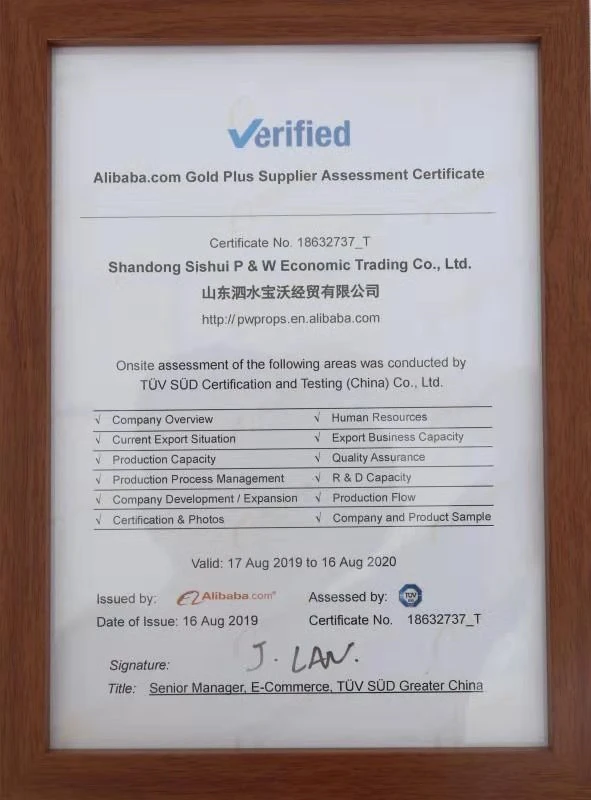 Verified
Alibaba.com Gold Plus Supplier Assessment Certificate
Certificate No. 18632737_T
Shandong Sishui P & W Economic Trading Co., Ltd.
山东泗水宝沃经贸有限公司
http://pwprops.en.alibaba.com
Onsite assessment of the following areas was conducted by
TÜV SÜD Certification and Testing (China) Co., Ltd.
√ Company Overview √ Human Resources
√ Current Export Situation √ Export Business Capacity
√ Production Capacity √ Quality Assurance
√ Production Process Management √ R & D Capacity
√ Company Development / Expansion √ Production Flow
√ Certification & Photos √ Company and Product Sample
Valid: 17 Aug 2019 to 16 Aug 2020
Issued by: Alibaba.com® Assessed by: TÜV
Date of Issue: 16 Aug 2019 Certificate No. 18632737_T
Signature: J. LAN.
Title: Senior Manager, E-Commerce, TÜV SÜD Greater China